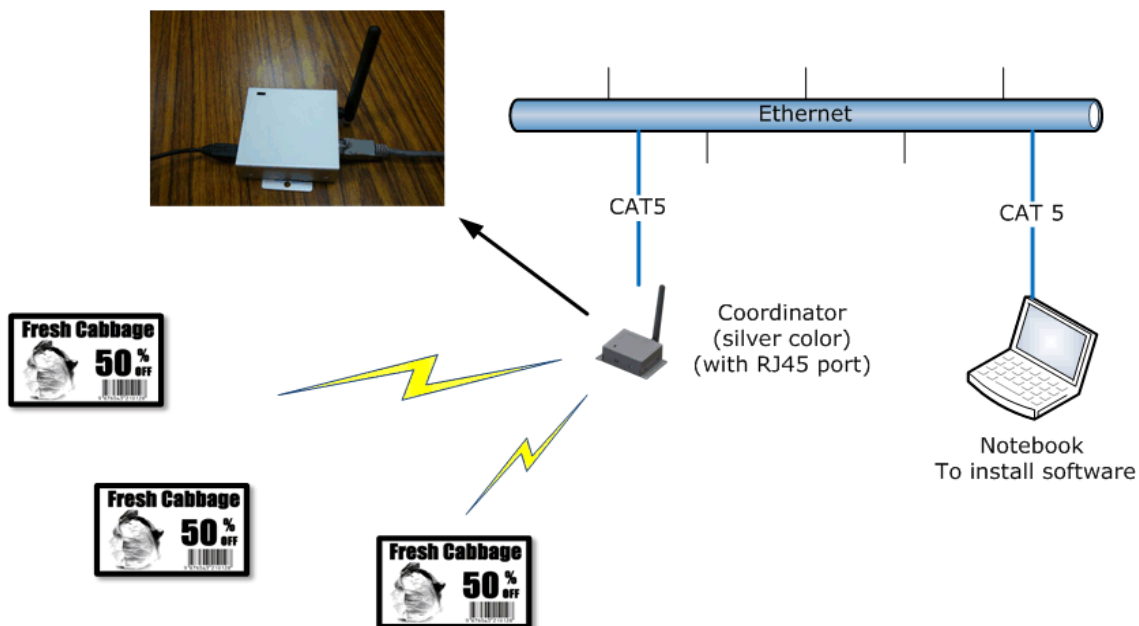 Ethernet
CAT5
CAT 5
Coordinator
(silver color)
(with RJ45 port)
Notebook
To install software
Fresh Cabbage
50 %
OFF
Fresh Cabbage
50 %
OFF
Fresh Cabbage
50 %
OFF